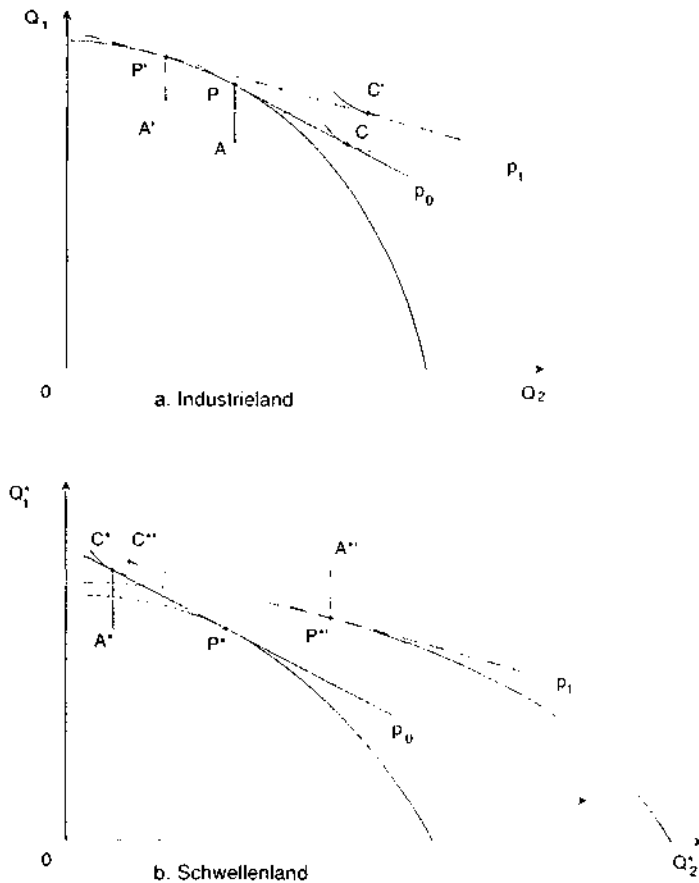 Q1
P'
P
C'
A'
A
C
p1
p0
0
a. Industrieland
Q2
Q1*
C*
C*'
A*'
A*
P*
P*'
p1
p0
0
b. Schwellenland
Q2*